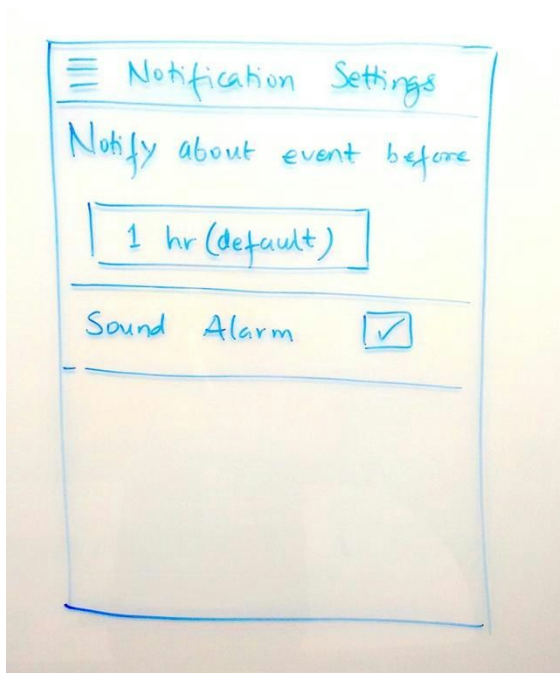 Notification Settings
Notify about event before
1 hr (default)
Sound Alarm